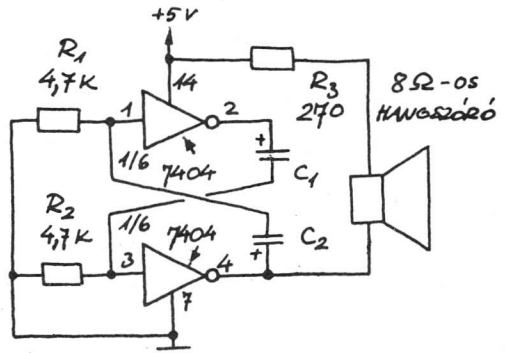 +5V
R1
4,7K
14
1
2
R3
270
8Ω-os
HANGSZÓRÓ
1/6
7404
+
C1
R2
4,7K
1/6
7404
+
C2
3
4
7